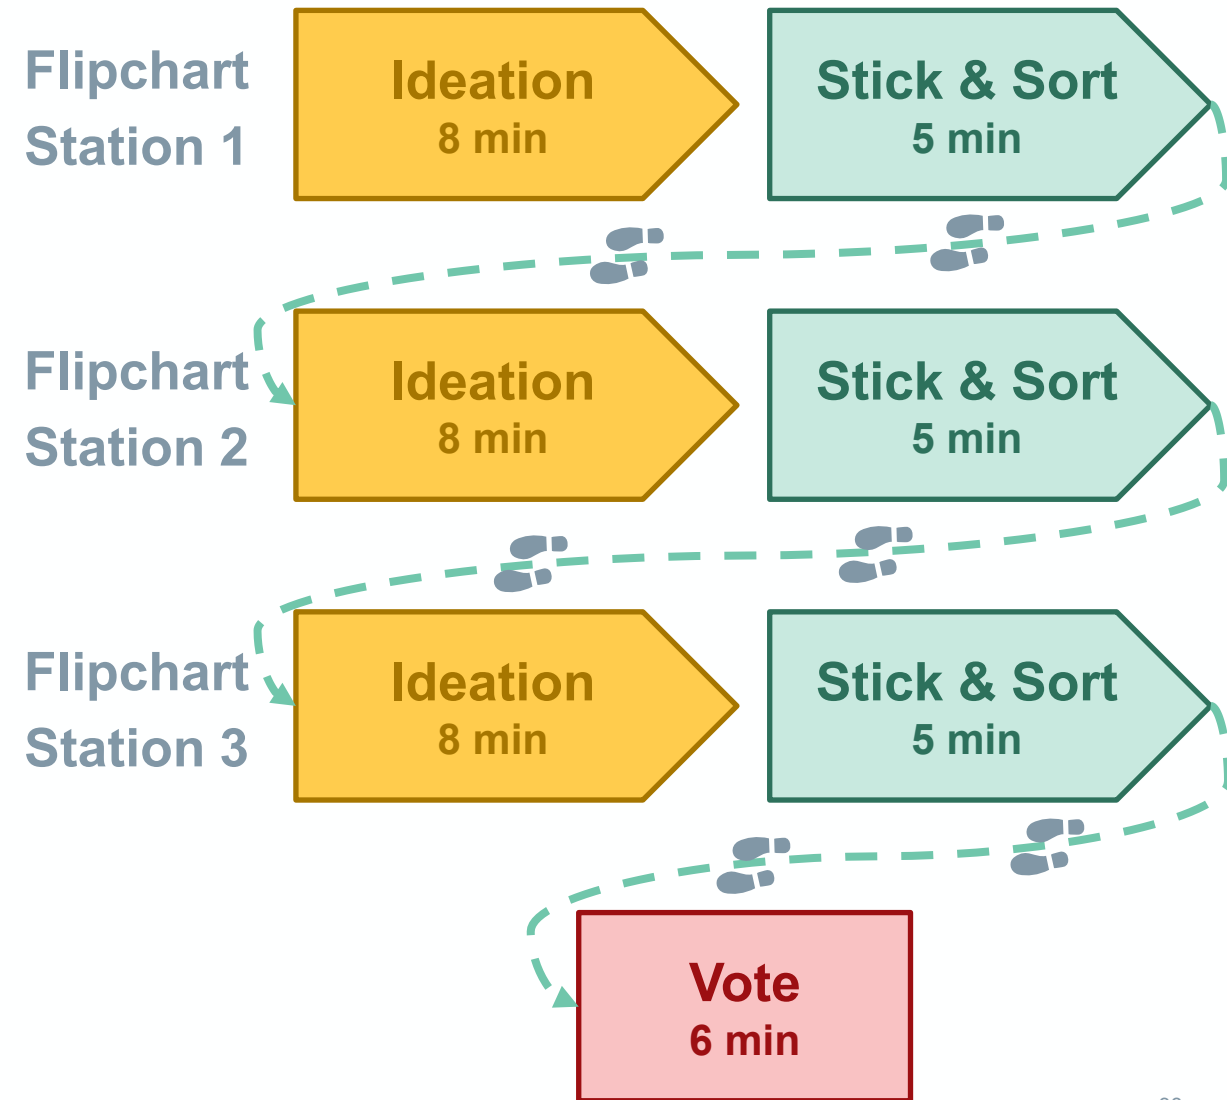 Flipchart
Station 1
Ideation
8 min
Stick & Sort
5 min
Flipchart
Station 2
Ideation
8 min
Stick & Sort
5 min
Flipchart
Station 3
Ideation
8 min
Stick & Sort
5 min
Vote
6 min